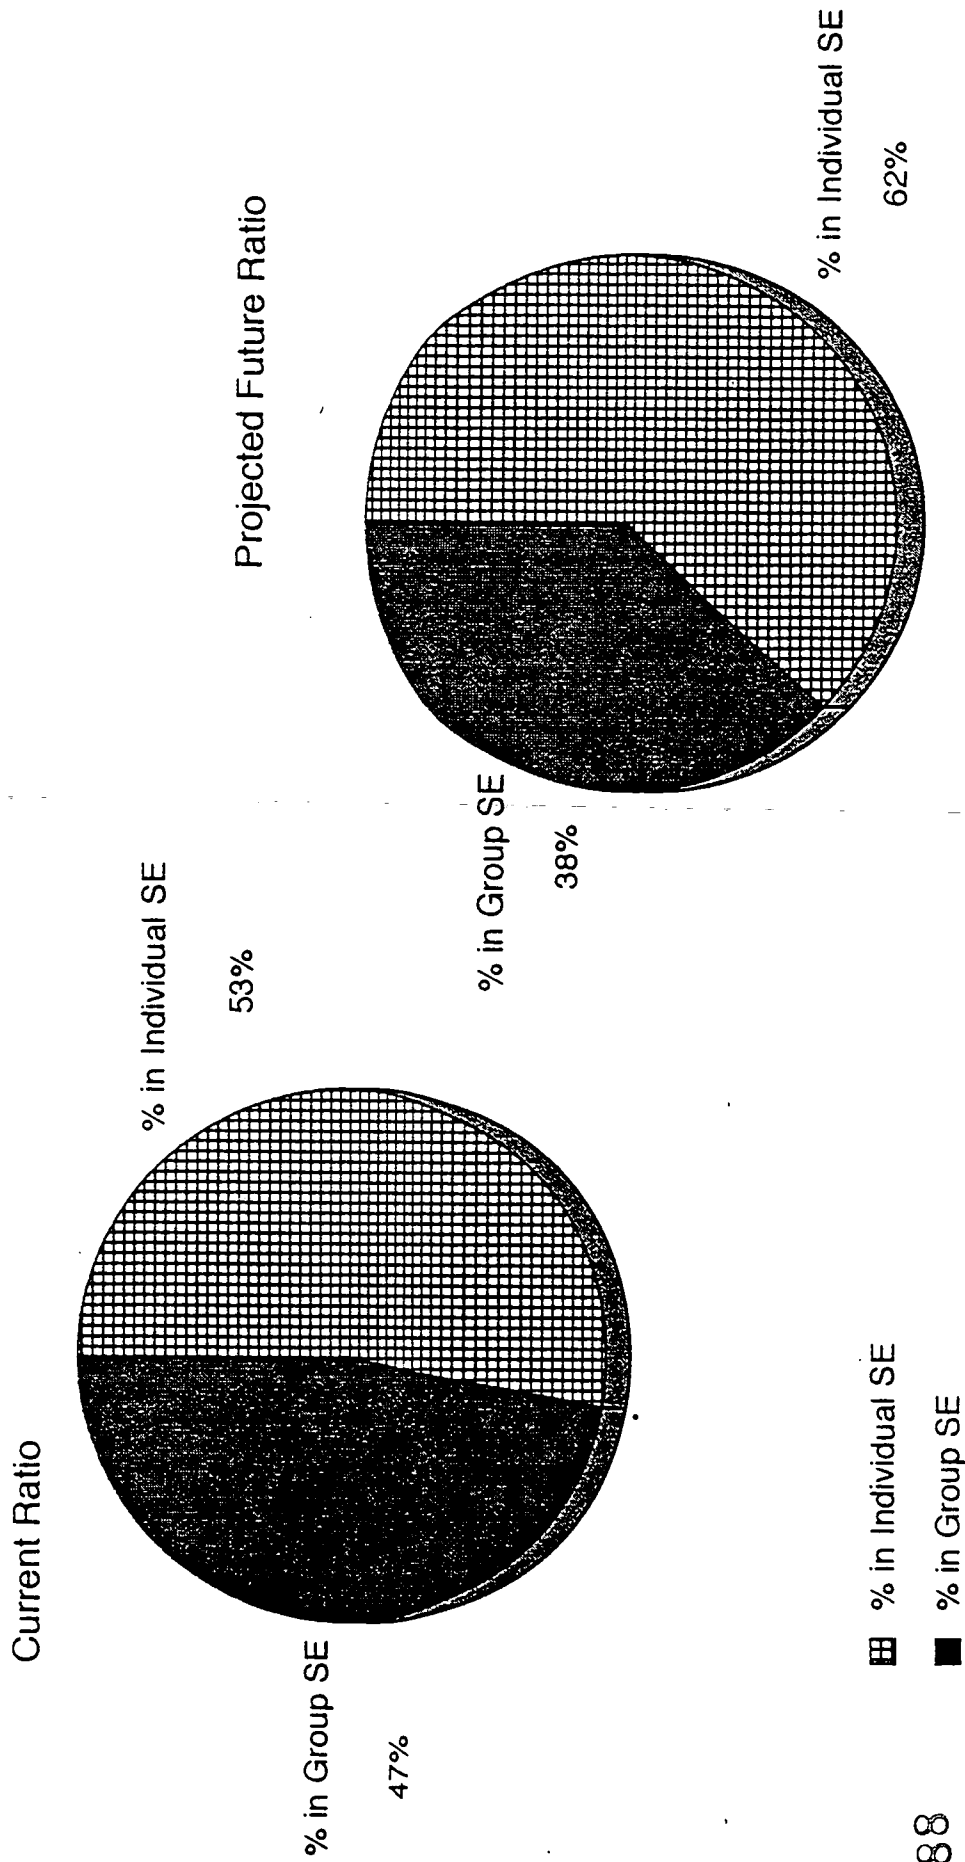 Current Ratio
% in Individual SE
53%
% in Group SE
47%
Projected Future Ratio
% in Group SE
38%
% in Individual SE
62%
% in Individual SE
% in Group SE
88